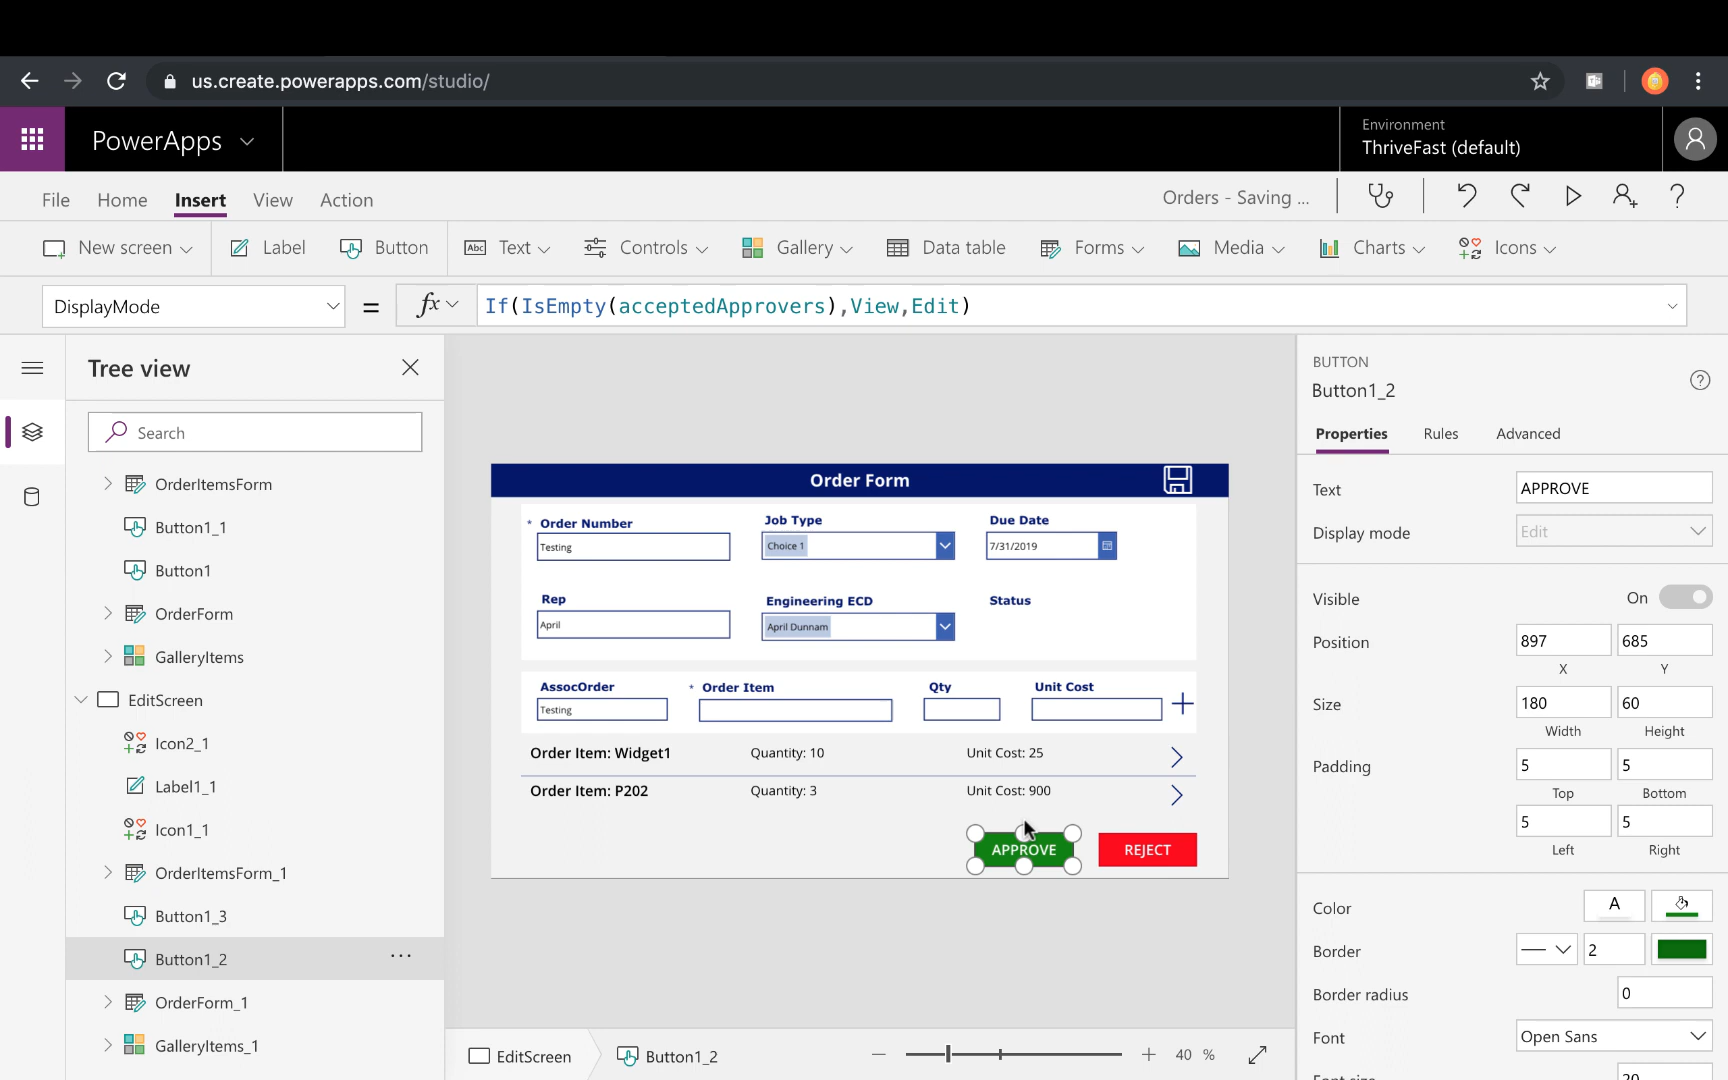 us.create.powerapps.com/studio/
PowerApps
Environment
ThriveFast (default)
File Home Insert View Action
Orders - Saving ...
New screen Label Button Text Controls Gallery Data table Forms Media Charts Icons
DisplayMode = fx If(IsEmpty(acceptedApprovers),View,Edit)
Tree view
Search
OrderItemsForm
Button1_1
Button1
OrderForm
GalleryItems
EditScreen
Icon2_1
Label1_1
Icon1_1
OrderItemsForm_1
Button1_3
Button1_2 ...
OrderForm_1
GalleryItems_1
Order Form
* Order Number Job Type Due Date
Testing Choice 1 7/31/2019
Rep Engineering ECD Status
April April Dunnam
AssocOrder * Order Item Qty Unit Cost
Testing
Order Item: Widget1 Quantity: 10 Unit Cost: 25
Order Item: P202 Quantity: 3 Unit Cost: 900
APPROVE REJECT
EditScreen Button1_2 40 %
BUTTON
Button1_2
Properties Rules Advanced
Text APPROVE
Display mode Edit
Visible On
Position 897 685
X Y
Size 180 60
Width Height
Padding 5 5
Top Bottom
5 5
Left Right
Color A
Border 2
Border radius 0
Font Open Sans